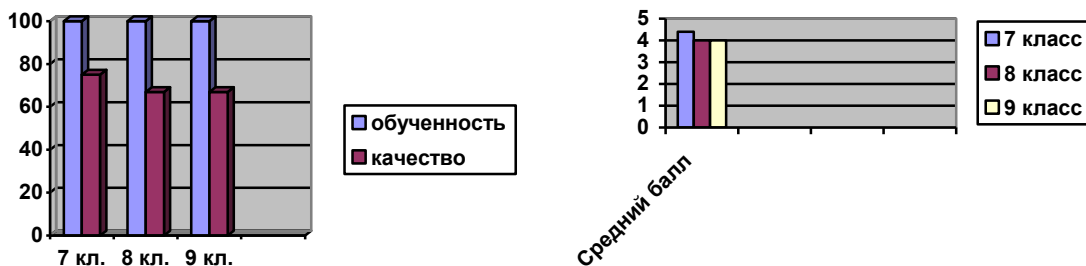 100
80
60
40
20
0
7 кл. 8 кл. 9 кл.
обученность
качество
5
4
3
2
1
0
Средний балл
7 класс
8 класс
9 класс